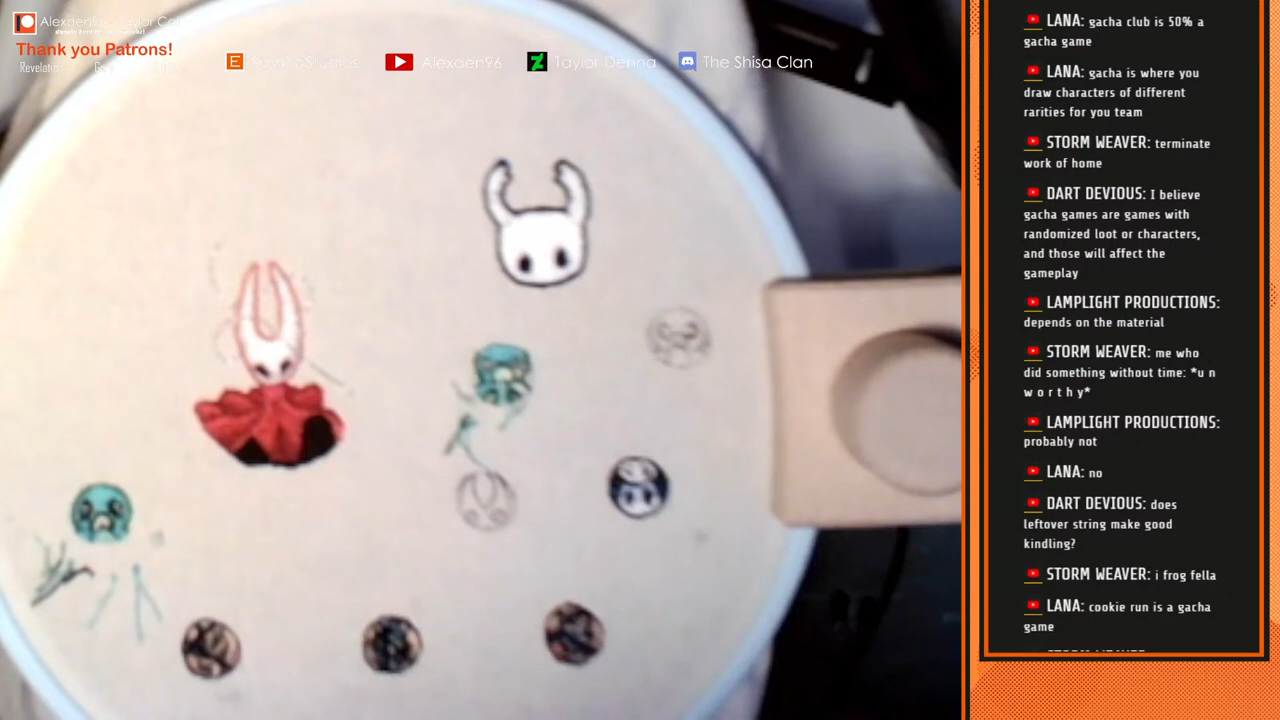 Thank you Patrons!
Alexden96
Taylor Denna
The Shisa Clan
LANA: gacha club is 50% a
gacha game
LANA: gacha is where you
draw characters of different
rarities for you team
STORM WEAVER: terminate
work of home
DART DEVIOUS: I believe
gacha games are games with
randomized loot or characters,
and those will affect the
gameplay
LAMPLIGHT PRODUCTIONS:
depends on the material
STORM WEAVER: me who
did something without time: *u n
w o r t h y*
LAMPLIGHT PRODUCTIONS:
probably not
LANA: no
DART DEVIOUS: does
leftover string make good
kindling?
STORM WEAVER: i frog fella
LANA: cookie run is a gacha
game